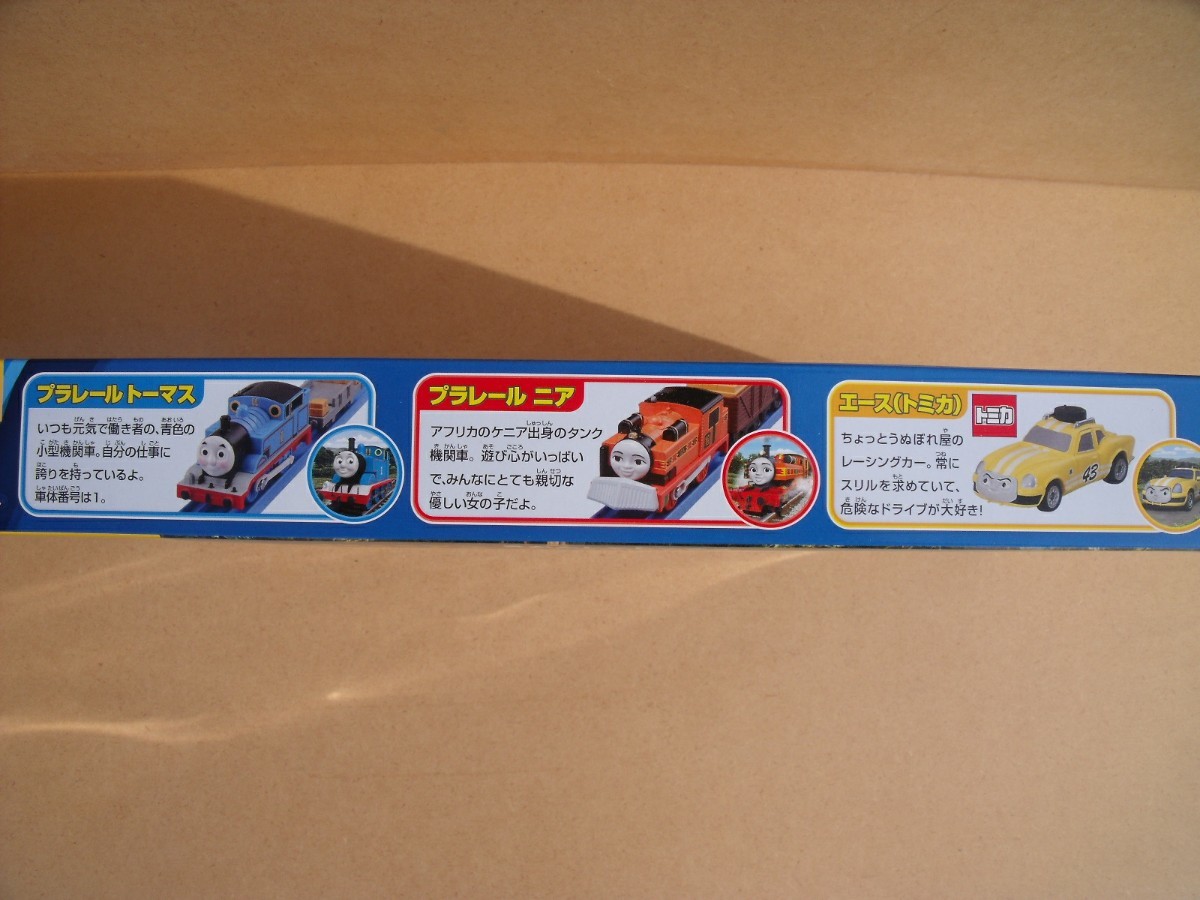 プラレール トーマス
いつも元気で働き者の、青色の
小型機関車。自分の仕事に
誇りを持っているよ。
車体番号は1。
プラレール ニア
アフリカのケニア出身のタンク
機関車。遊び心がいっぱい
で、みんなにとても親切な
優しい女の子だよ。
エース(トミカ)
トミカ
ちょっとうぬぼれ屋の
レーシングカー。常に
スリルを求めていて、
危険なドライブが大好き!
43